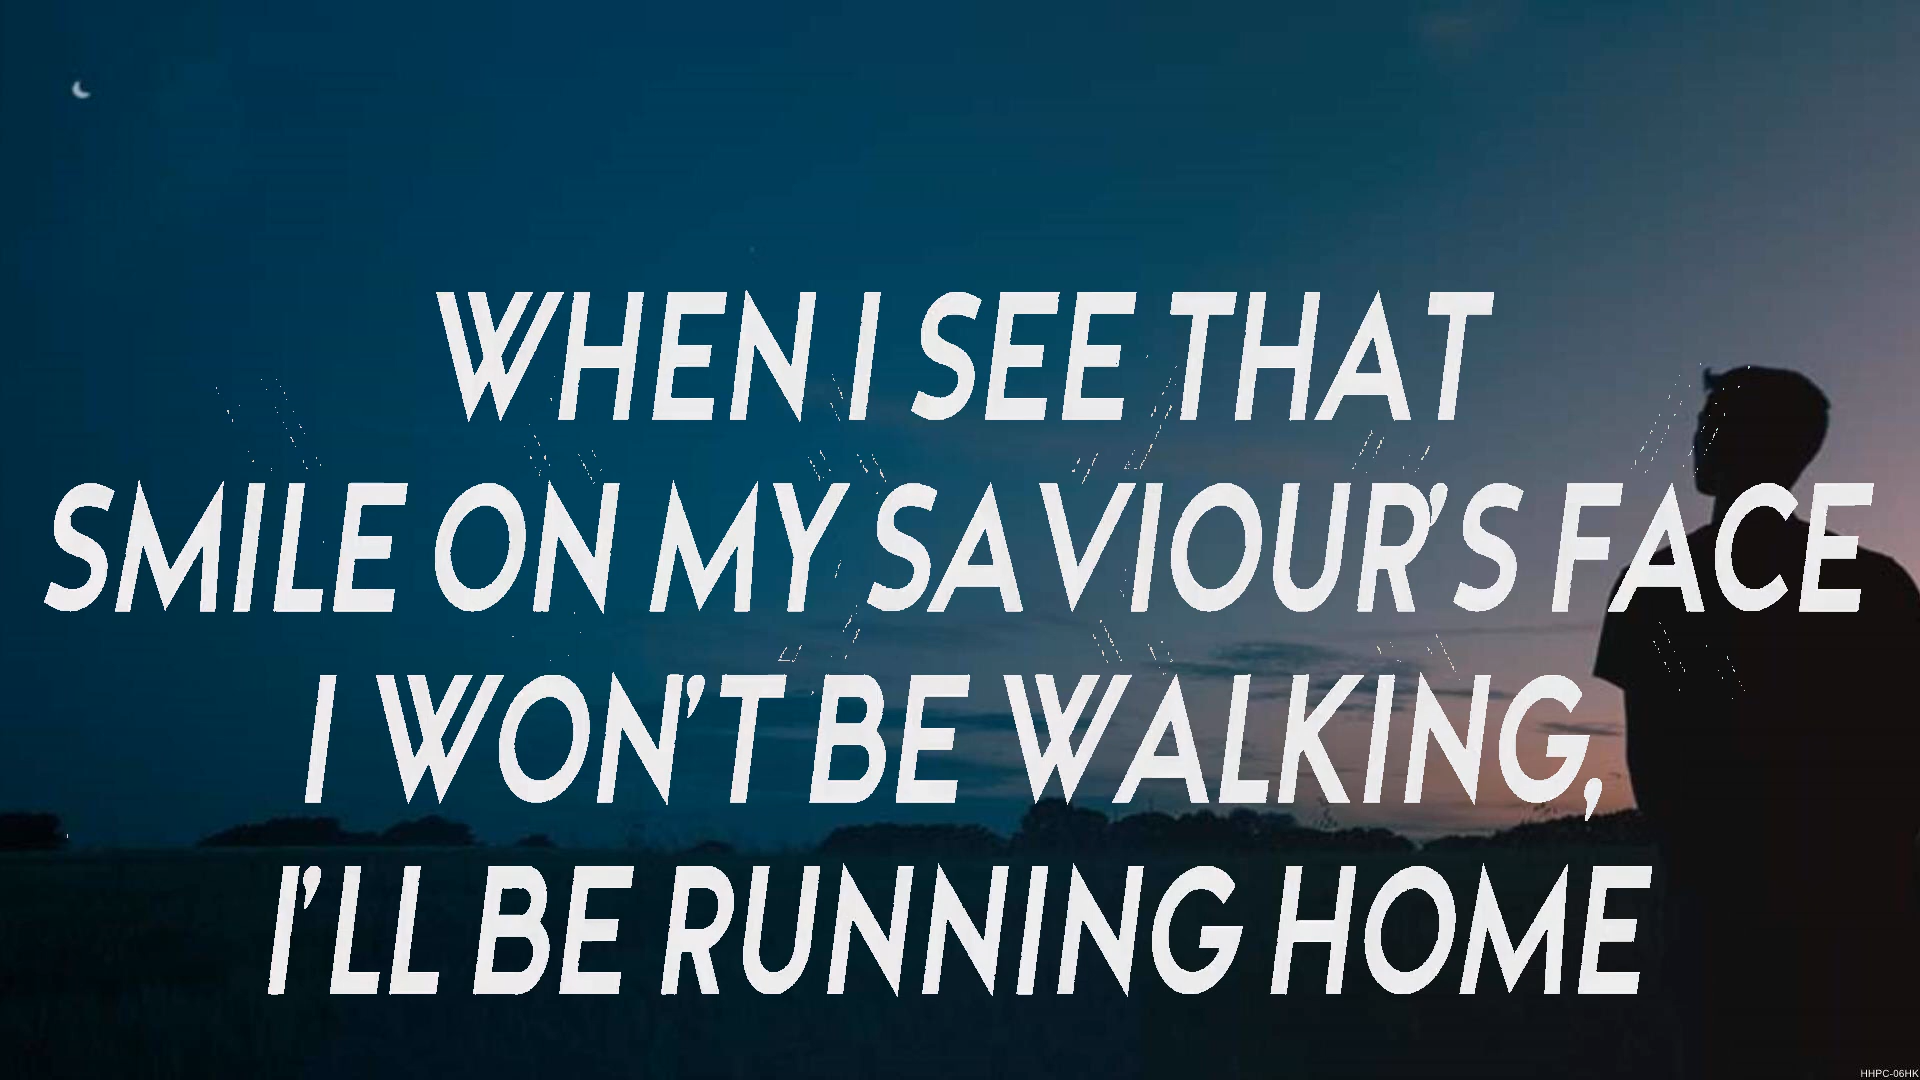 WHEN I SEE THAT
SMILE ON MY SAVIOUR'S FACE
I WON'T BE WALKING,
I'LL BE RUNNING HOME
HHPC-06HK